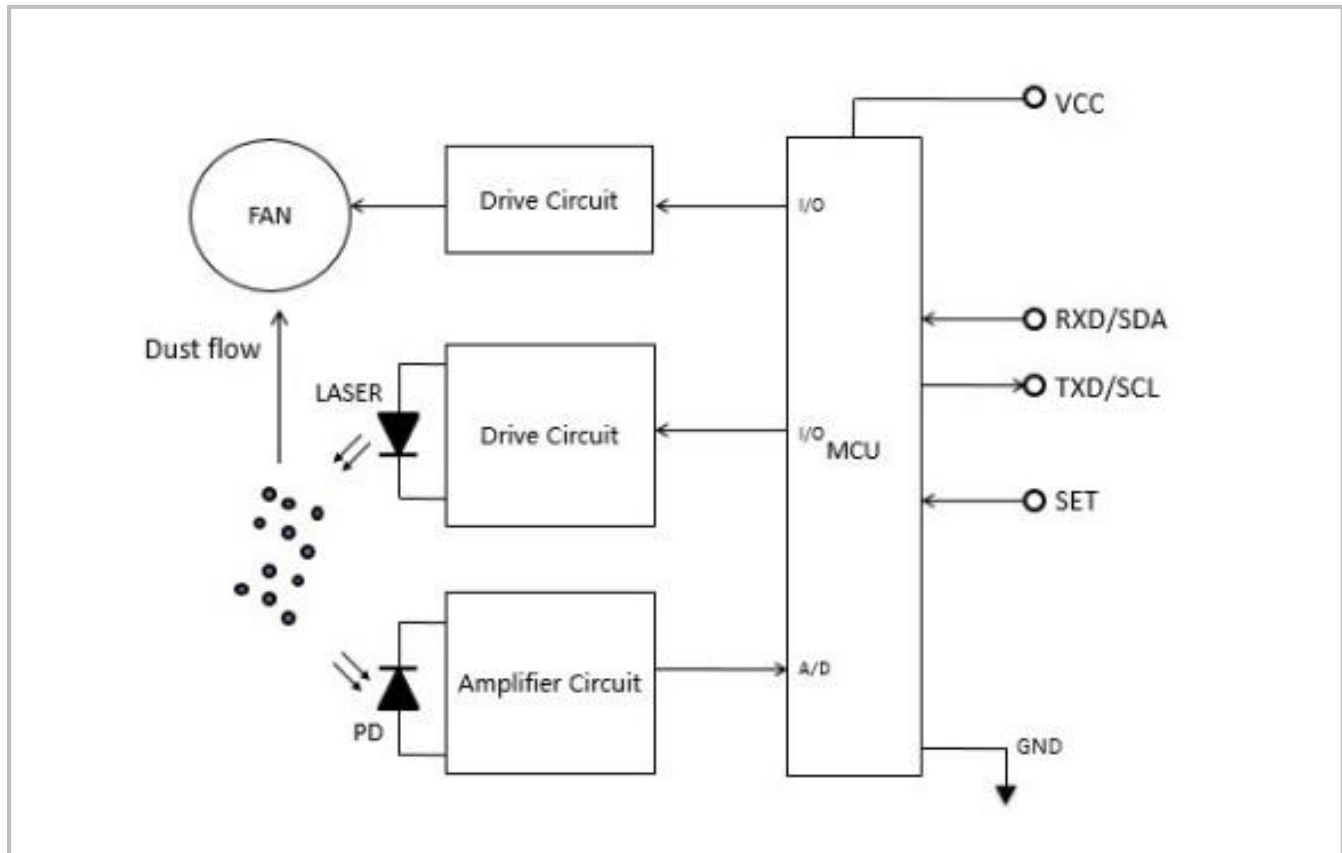 VCC
FAN
Drive Circuit
I/O
RXD/SDA
Dust flow
LASER
TXD/SCL
Drive Circuit
I/O
MCU
SET
A/D
Amplifier Circuit
PD
GND